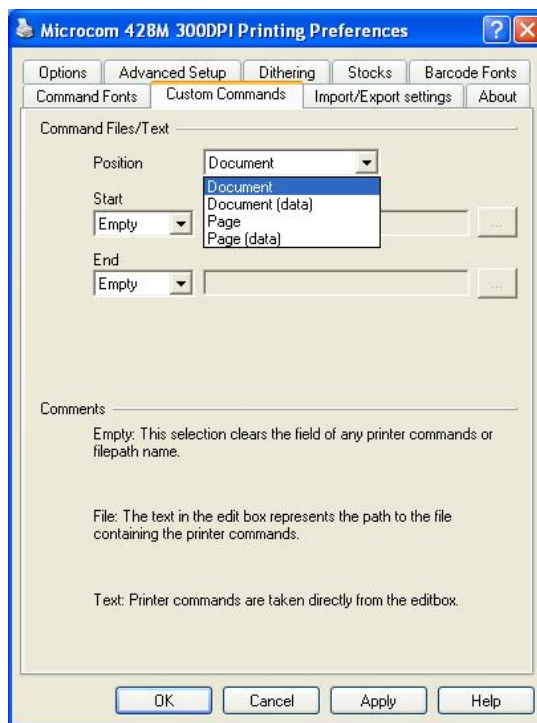 Microcom 428M 300DPI Printing Preferences
Options Advanced Setup Dithering Stocks Barcode Fonts
Command Fonts Custom Commands Import/Export settings About
Command Files/Text
Position Document
Document
Document (data)
Page
Page (data)
Start
Empty ...
End
Empty ...
Comments
Empty: This selection clears the field of any printer commands or
filepath name.
File: The text in the edit box represents the path to the file
containing the printer commands.
Text: Printer commands are taken directly from the editbox.
OK Cancel Apply Help